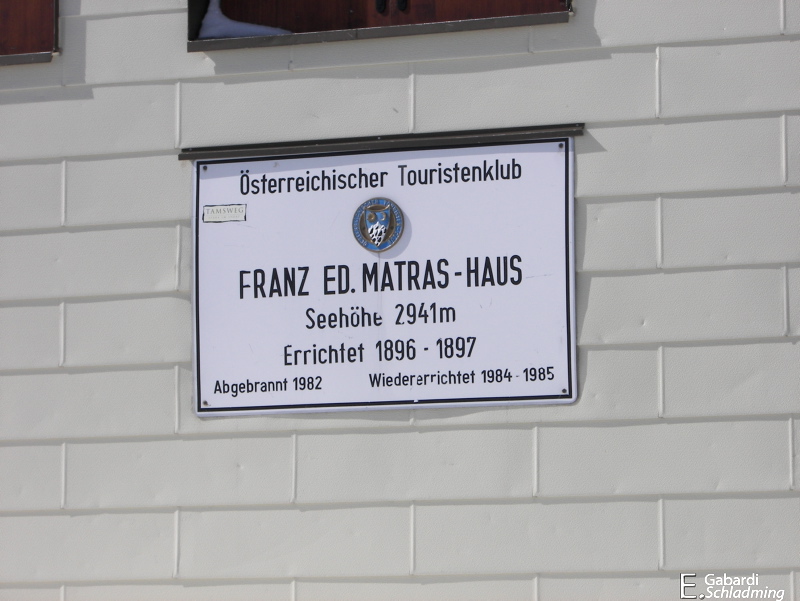 Österreichischer Touristenklub
TAMSWEG
FRANZ ED. MATRAS-HAUS
Seehöhe 2941m
Errichtet 1896 - 1897
Abgebrannt 1982 Wiedererrichtet 1984 - 1985
E. Gabardi
Schladming